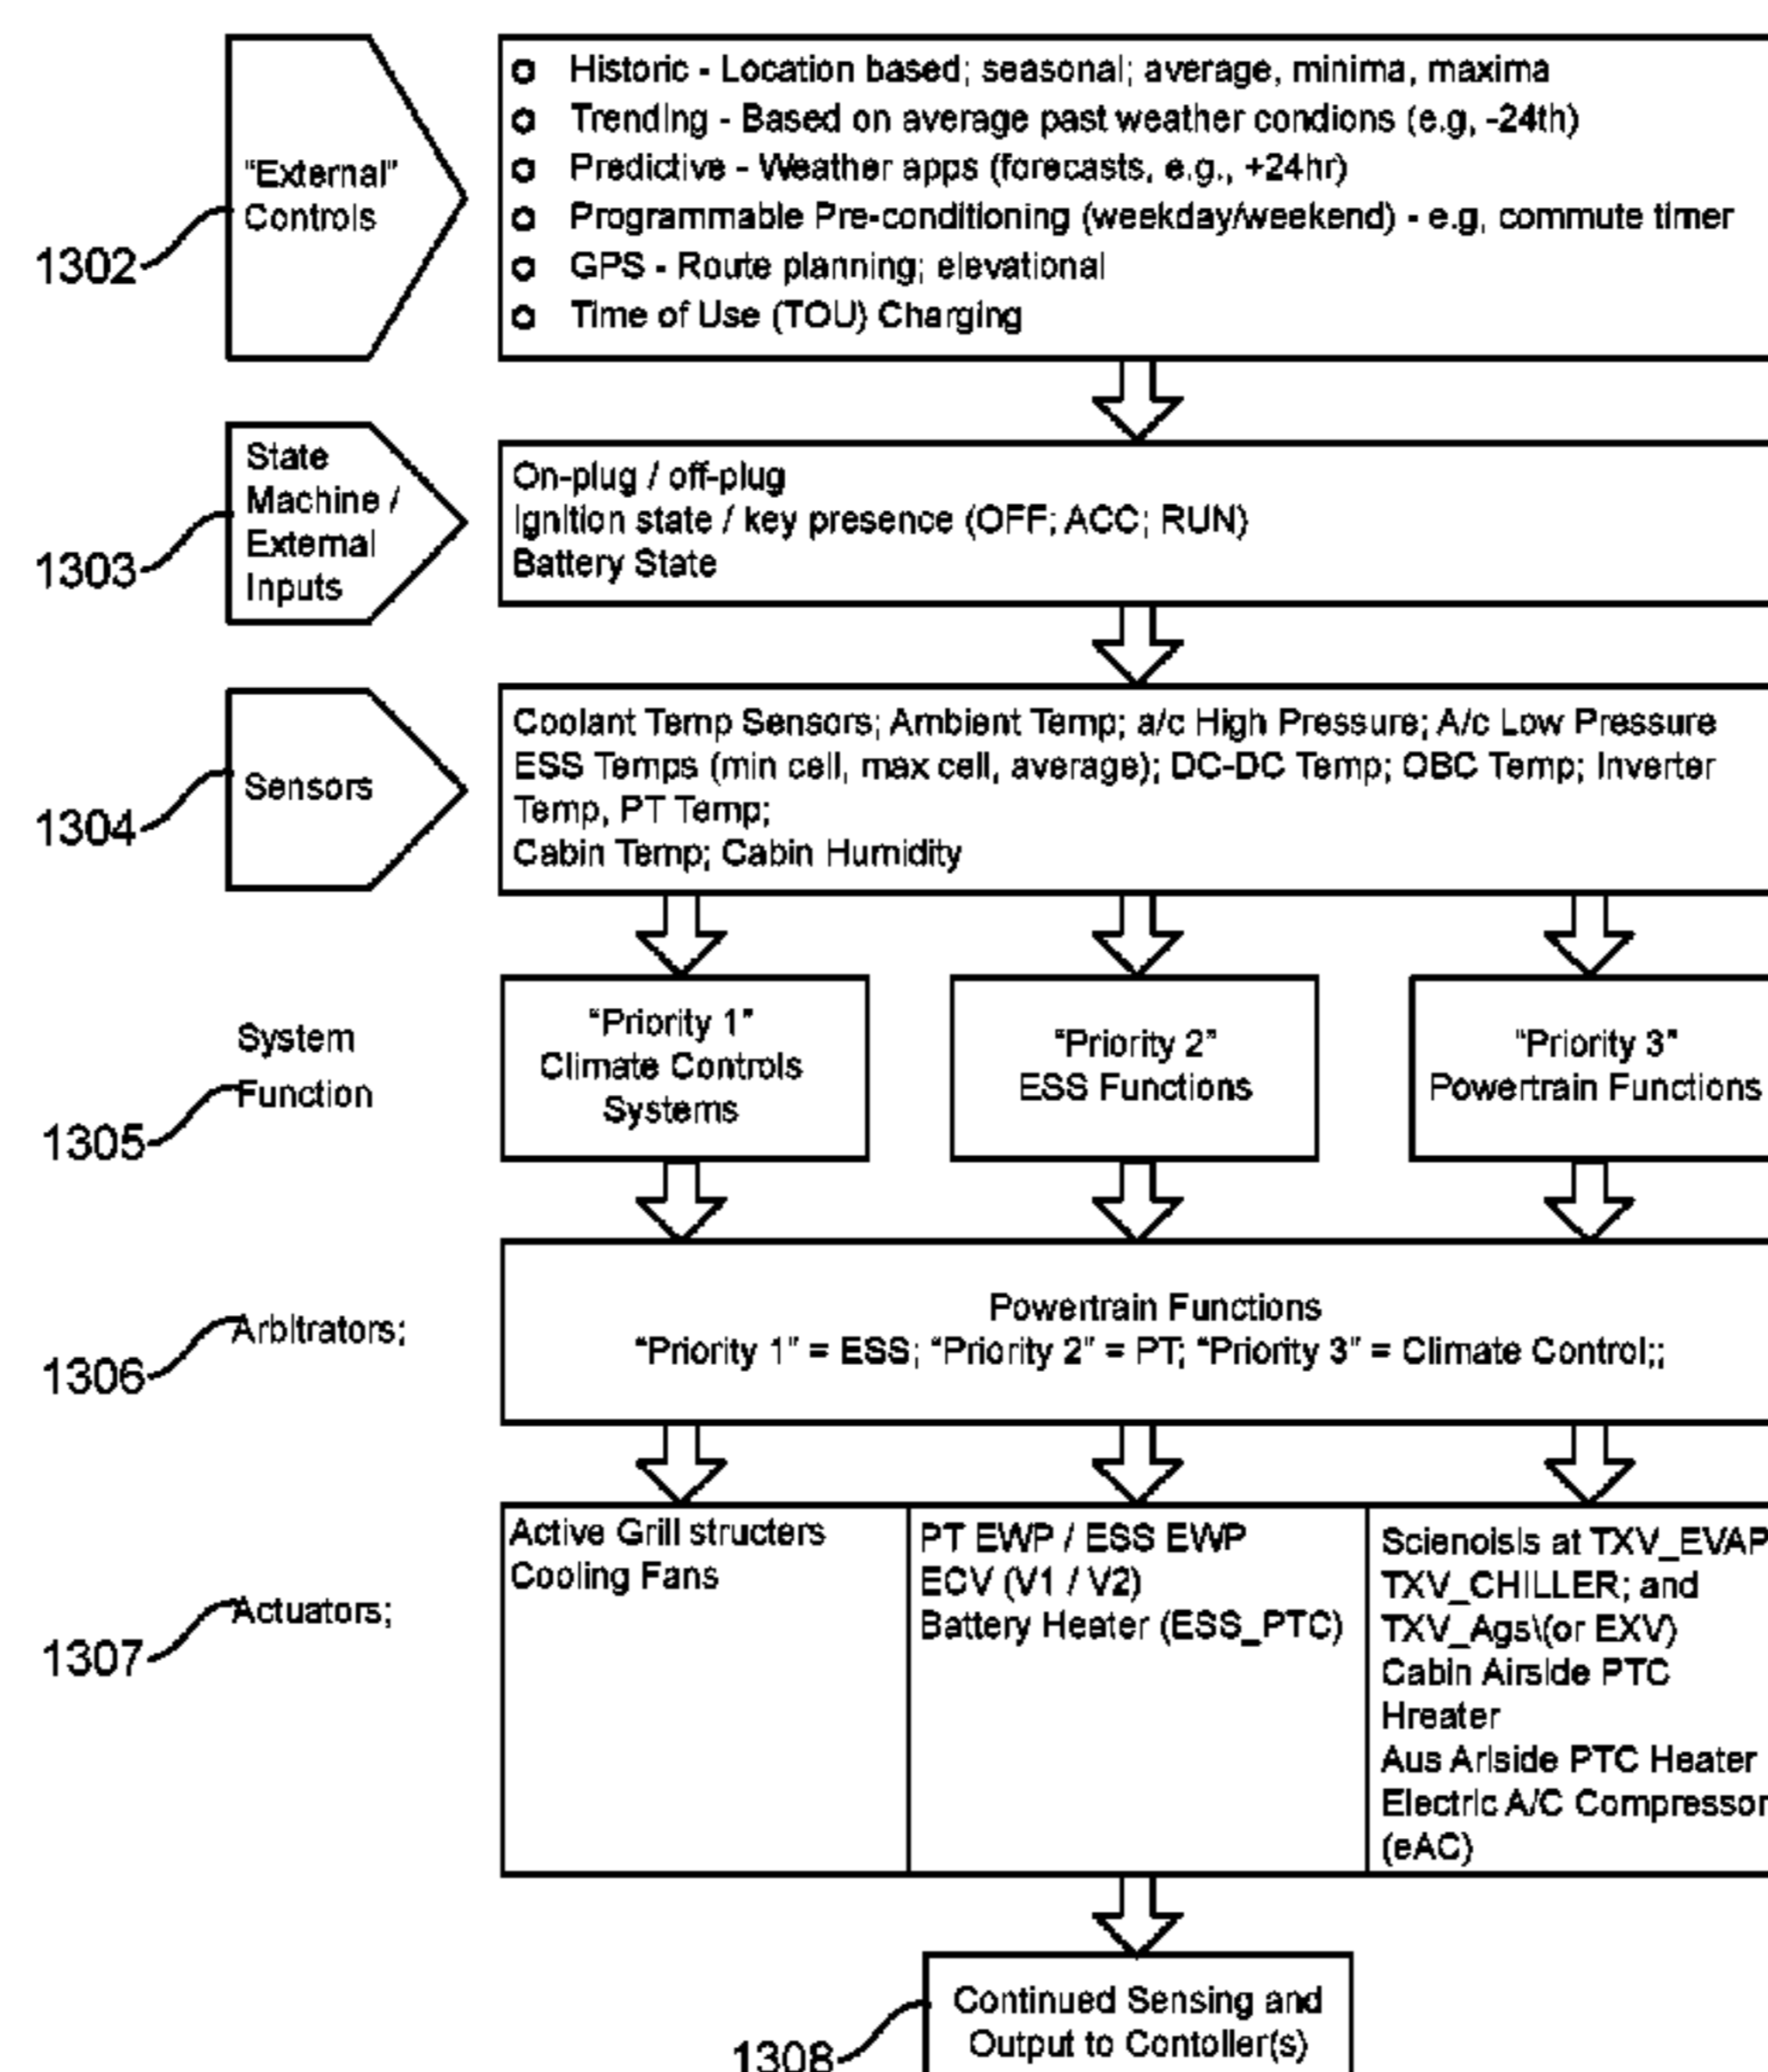 "External"
Controls
1302
o Historic - Location based; seasonal; average, minima, maxima
o Trending - Based on average past weather condions (e.g, -24th)
o Predictive - Weather apps (forecasts, e.g., +24hr)
o Programmable Pre-conditioning (weekday/weekend) - e.g, commute timer
o GPS - Route planning; elevational
o Time of Use (TOU) Charging
State
Machine /
External
Inputs
1303
On-plug / off-plug
Ignition state / key presence (OFF; ACC; RUN)
Battery State
Sensors
1304
Coolant Temp Sensors; Ambient Temp; a/c High Pressure; A/c Low Pressure
ESS Temps (min cell, max cell, average); DC-DC Temp; OBC Temp; Inverter
Temp, PT Temp;
Cabin Temp; Cabin Humidity
System
Function
1305
"Priority 1"
Climate Controls
Systems
"Priority 2"
ESS Functions
"Priority 3"
Powertrain Functions
Arbitrators;
1306
Powertrain Functions
"Priority 1" = ESS; "Priority 2" = PT; "Priority 3" = Climate Control;;
Actuators;
1307
Active Grill structers
Cooling Fans
PT EWP / ESS EWP
ECV (V1 / V2)
Battery Heater (ESS_PTC)
Scienoisls at TXV_EVAP
TXV_CHILLER; and
TXV_Ags\(or EXV)
Cabin Airside PTC
Hreater
Aus Arlside PTC Heater
Electric A/C Compressor
(eAC)
1308
Continued Sensing and
Output to Contoller(s)